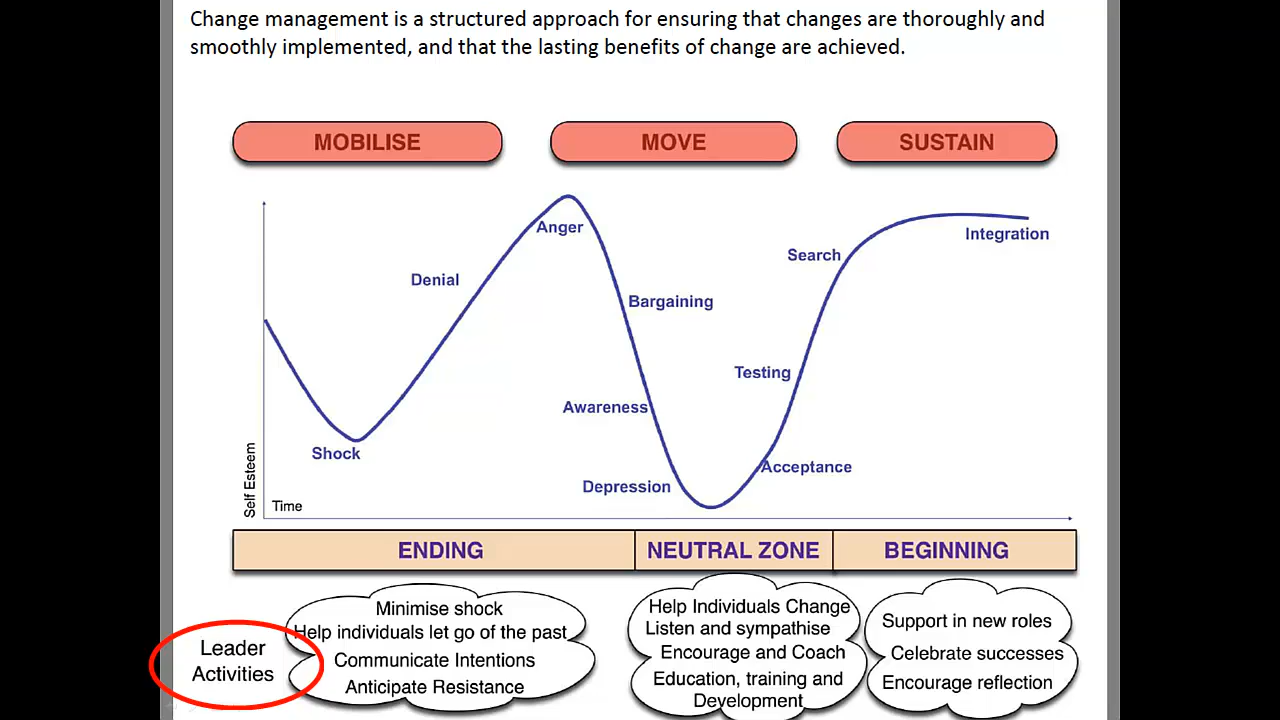 Change management is a structured approach for ensuring that changes are thoroughly and
smoothly implemented, and that the lasting benefits of change are achieved.
MOBILISE
MOVE
SUSTAIN
Anger
Integration
Search
Denial
Bargaining
Testing
Awareness
Shock
Acceptance
Depression
Self Esteem
Time
ENDING
NEUTRAL ZONE
BEGINNING
Leader
Activities
Minimise shock
Help individuals let go of the past
Communicate Intentions
Anticipate Resistance
Help Individuals Change
Listen and sympathise
Encourage and Coach
Education, training and
Development
Support in new roles
Celebrate successes
Encourage reflection